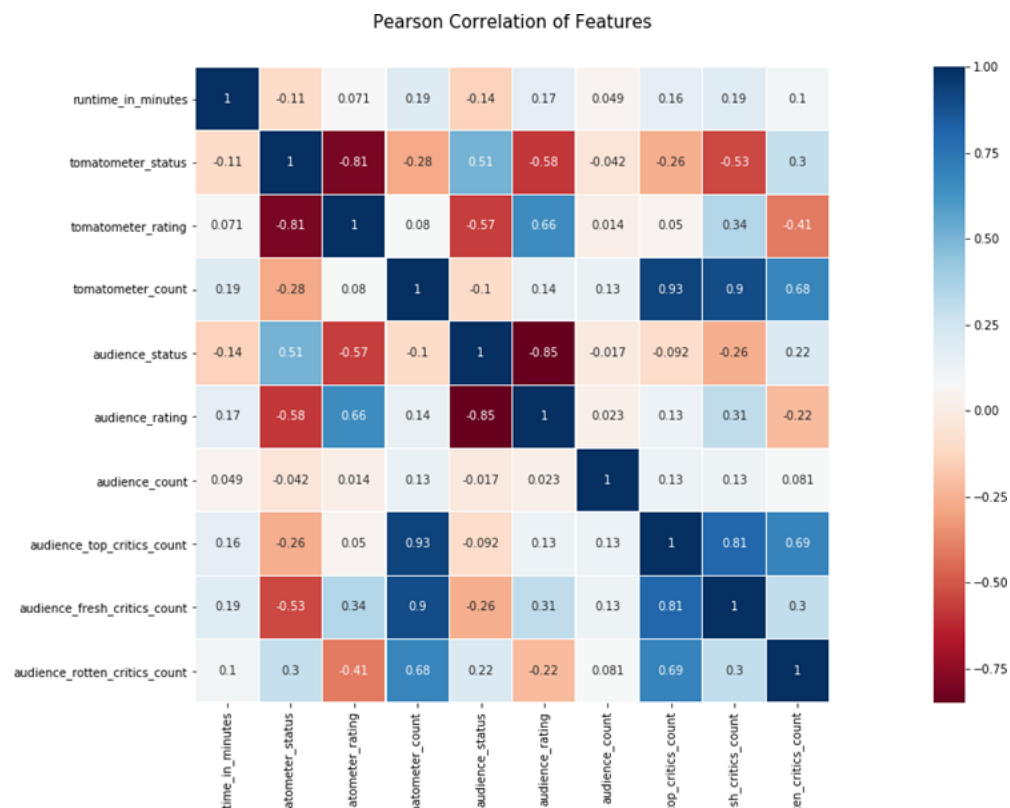 Pearson Correlation of Features
runtime_in_minutes 1 -0.11 0.071 0.19 -0.14 0.17 0.049 0.16 0.19 0.1
tomatometer_status -0.11 1 -0.81 -0.28 0.51 -0.58 -0.042 -0.26 -0.53 0.3
tomatometer_rating 0.071 -0.81 1 0.08 -0.57 0.66 0.014 0.05 0.34 -0.41
tomatometer_count 0.19 -0.28 0.08 1 -0.1 0.14 0.13 0.93 0.9 0.68
audience_status -0.14 0.51 -0.57 -0.1 1 -0.85 -0.017 -0.092 -0.26 0.22
audience_rating 0.17 -0.58 0.66 0.14 -0.85 1 0.023 0.13 0.31 -0.22
audience_count 0.049 -0.042 0.014 0.13 -0.017 0.023 1 0.13 0.13 0.081
audience_top_critics_count 0.16 -0.26 0.05 0.93 -0.092 0.13 0.13 1 0.81 0.69
audience_fresh_critics_count 0.19 -0.53 0.34 0.9 -0.26 0.31 0.13 0.81 1 0.3
audience_rotten_critics_count 0.1 0.3 -0.41 0.68 0.22 -0.22 0.081 0.69 0.3 1
time_in_minutes
atometer_status
atometer_rating
matometer_count
audience_status
audience_rating
audience_count
op_critics_count
sh_critics_count
ten_critics_count
1.00
0.75
0.50
0.25
0.00
−0.25
−0.50
−0.75